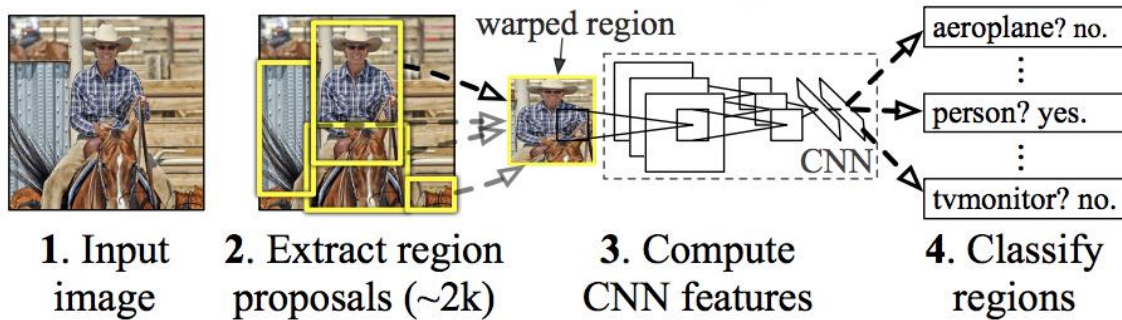 warped region
aeroplane? no.
⋮
person? yes.
⋮
tvmonitor? no.
CNN
1. Input
image
2. Extract region
proposals (~2k)
3. Compute
CNN features
4. Classify
regions